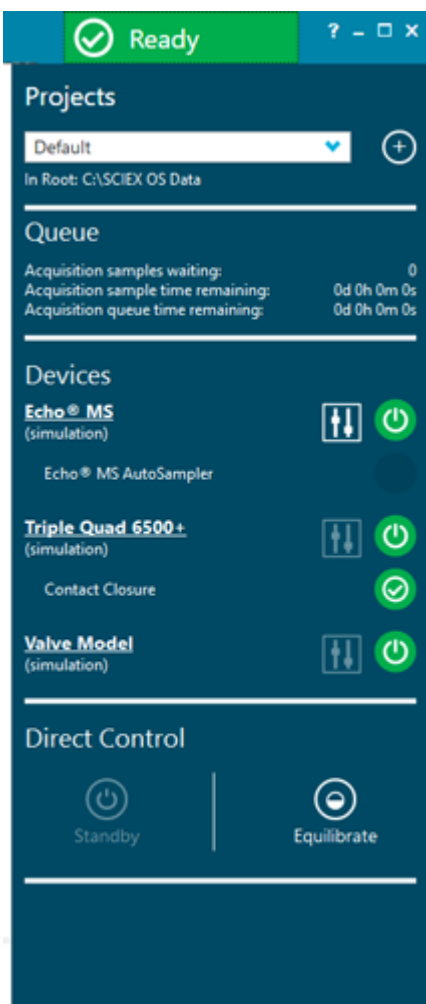 Ready
? – □ ×
Projects
Default
In Root: C:\SCIEX OS Data
Queue
Acquisition samples waiting: 0
Acquisition sample time remaining: 0d 0h 0m 0s
Acquisition queue time remaining: 0d 0h 0m 0s
Devices
Echo® MS
(simulation)
Echo® MS AutoSampler
Triple Quad 6500+
(simulation)
Contact Closure
Valve Model
(simulation)
Direct Control
Standby Equilibrate